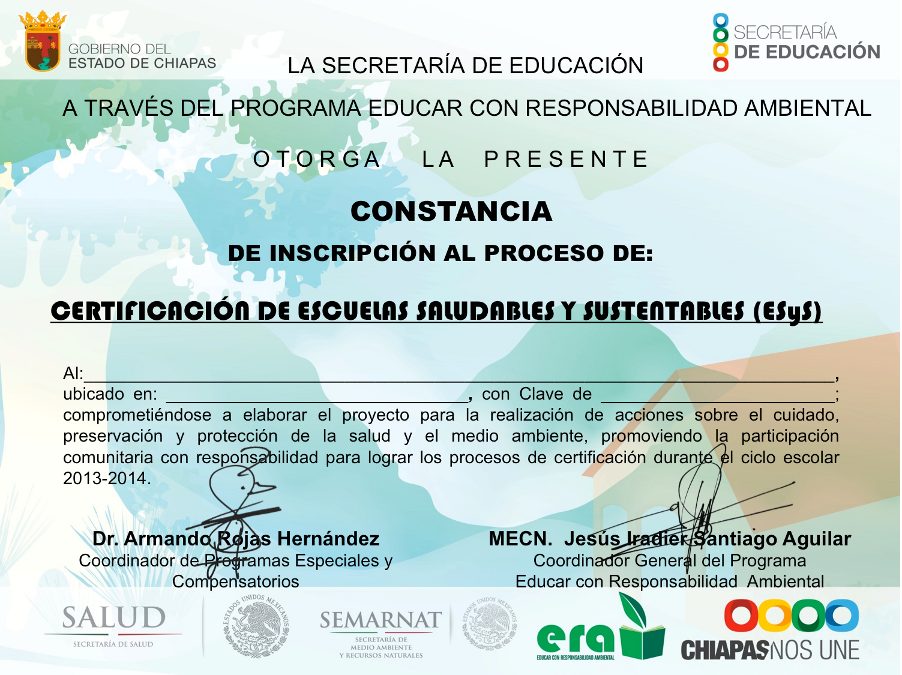 GOBIERNO DEL
ESTADO DE CHIAPAS
SECRETARÍA
DE EDUCACIÓN
LA SECRETARÍA DE EDUCACIÓN
A TRAVÉS DEL PROGRAMA EDUCAR CON RESPONSABILIDAD AMBIENTAL
OTORGA LA PRESENTE
CONSTANCIA
DE INSCRIPCIÓN AL PROCESO DE:
CERTIFICACIÓN DE ESCUELAS SALUDABLES Y SUSTENTABLES (ESyS)
Al:________________,
ubicado en: ________________, con Clave de ________________;
comprometiéndose a elaborar el proyecto para la realización de acciones sobre el cuidado,
preservación y protección de la salud y el medio ambiente, promoviendo la participación
comunitaria con responsabilidad para lograr los procesos de certificación durante el ciclo escolar
2013-2014.
Dr. Armando Rojas Hernández
Coordinador de Programas Especiales y
Compensatorios
MECN. Jesús Iradier Santiago Aguilar
Coordinador General del Programa
Educar con Responsabilidad Ambiental
SALUD
SECRETARÍA DE SALUD
ESTADOS UNIDOS MEXICANOS
SEMARNAT
SECRETARÍA DE
MEDIO AMBIENTE
Y RECURSOS NATURALES
ESTADOS UNIDOS MEXICANOS
era
EDUCAR CON RESPONSABILIDAD AMBIENTAL
CHIAPASNOS UNE